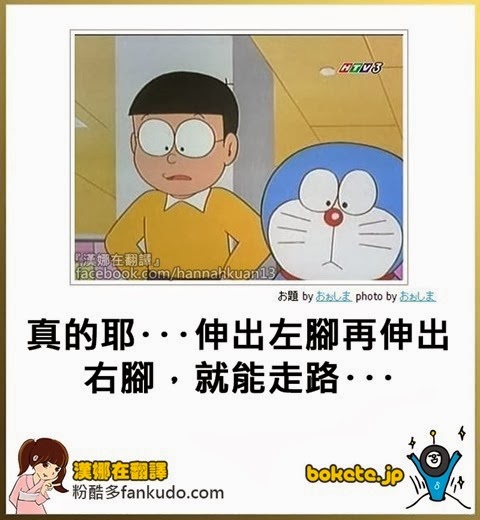 HTV3
『漢娜在翻譯』
facebook.com/hannahkuan13
お題 by おぉしま photo by おぉしま
真的耶･･･伸出左腳再伸出
右腳，就能走路･･･
漢娜在翻譯
粉酷多fankudo.com
bokete.jp